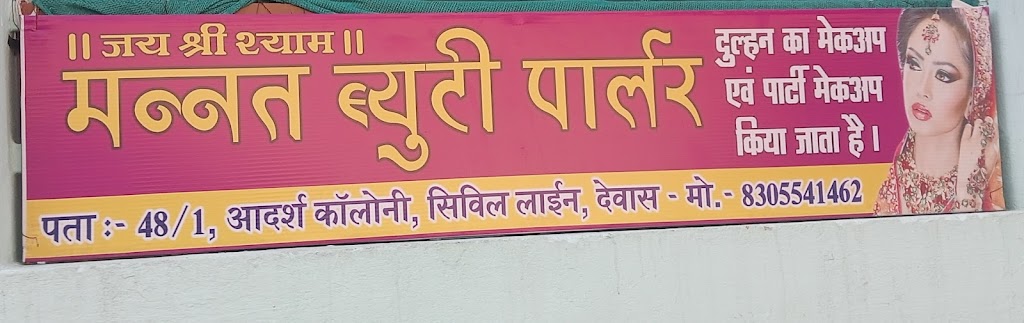 ॥ जय श्री श्याम ॥
मन्नत ब्युटी पार्लर
दुल्हन का मेकअप
एवं पार्टी मेकअप
किया जाता है।
पता :- 48/1, आदर्श कॉलोनी, सिविल लाईन, देवास - मो.- 8305541462